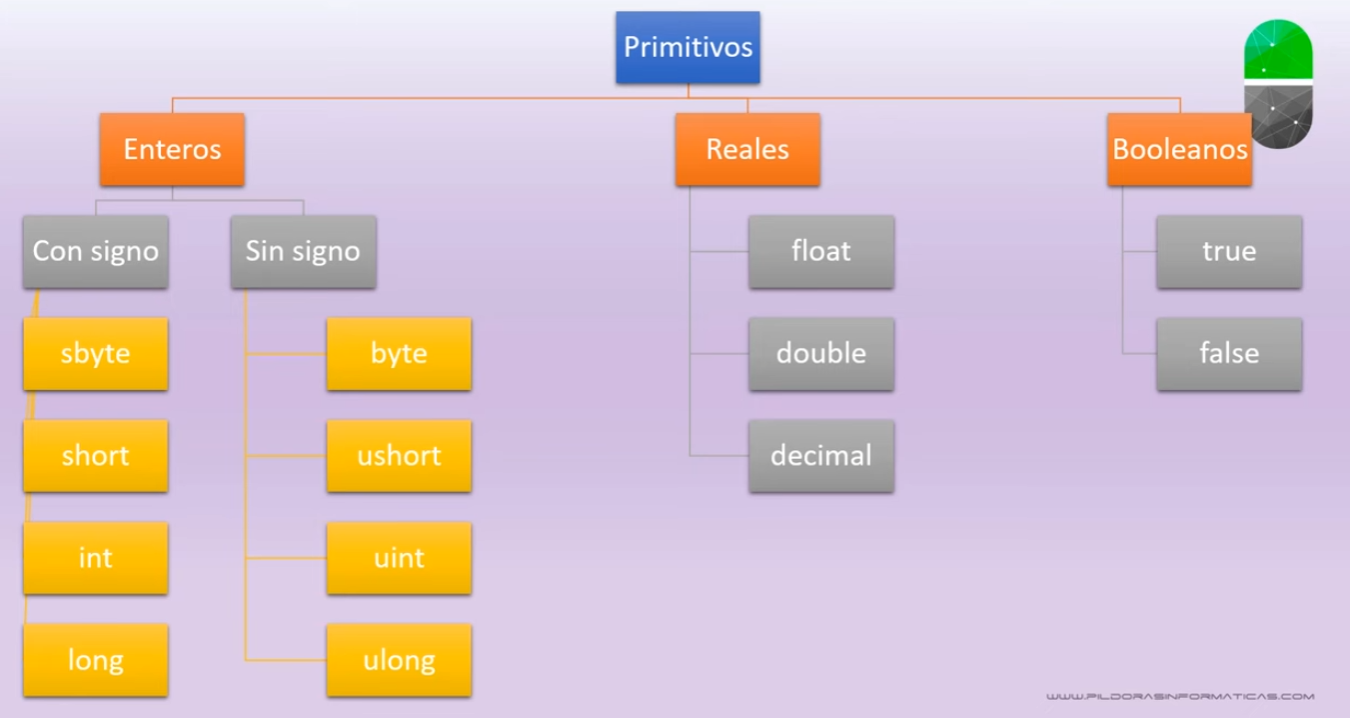 Primitivos
Enteros
Reales
Booleanos
Con signo
Sin signo
float
true
sbyte
byte
double
false
short
ushort
decimal
int
uint
long
ulong
WWW.PILDORASINFORMATICAS.COM